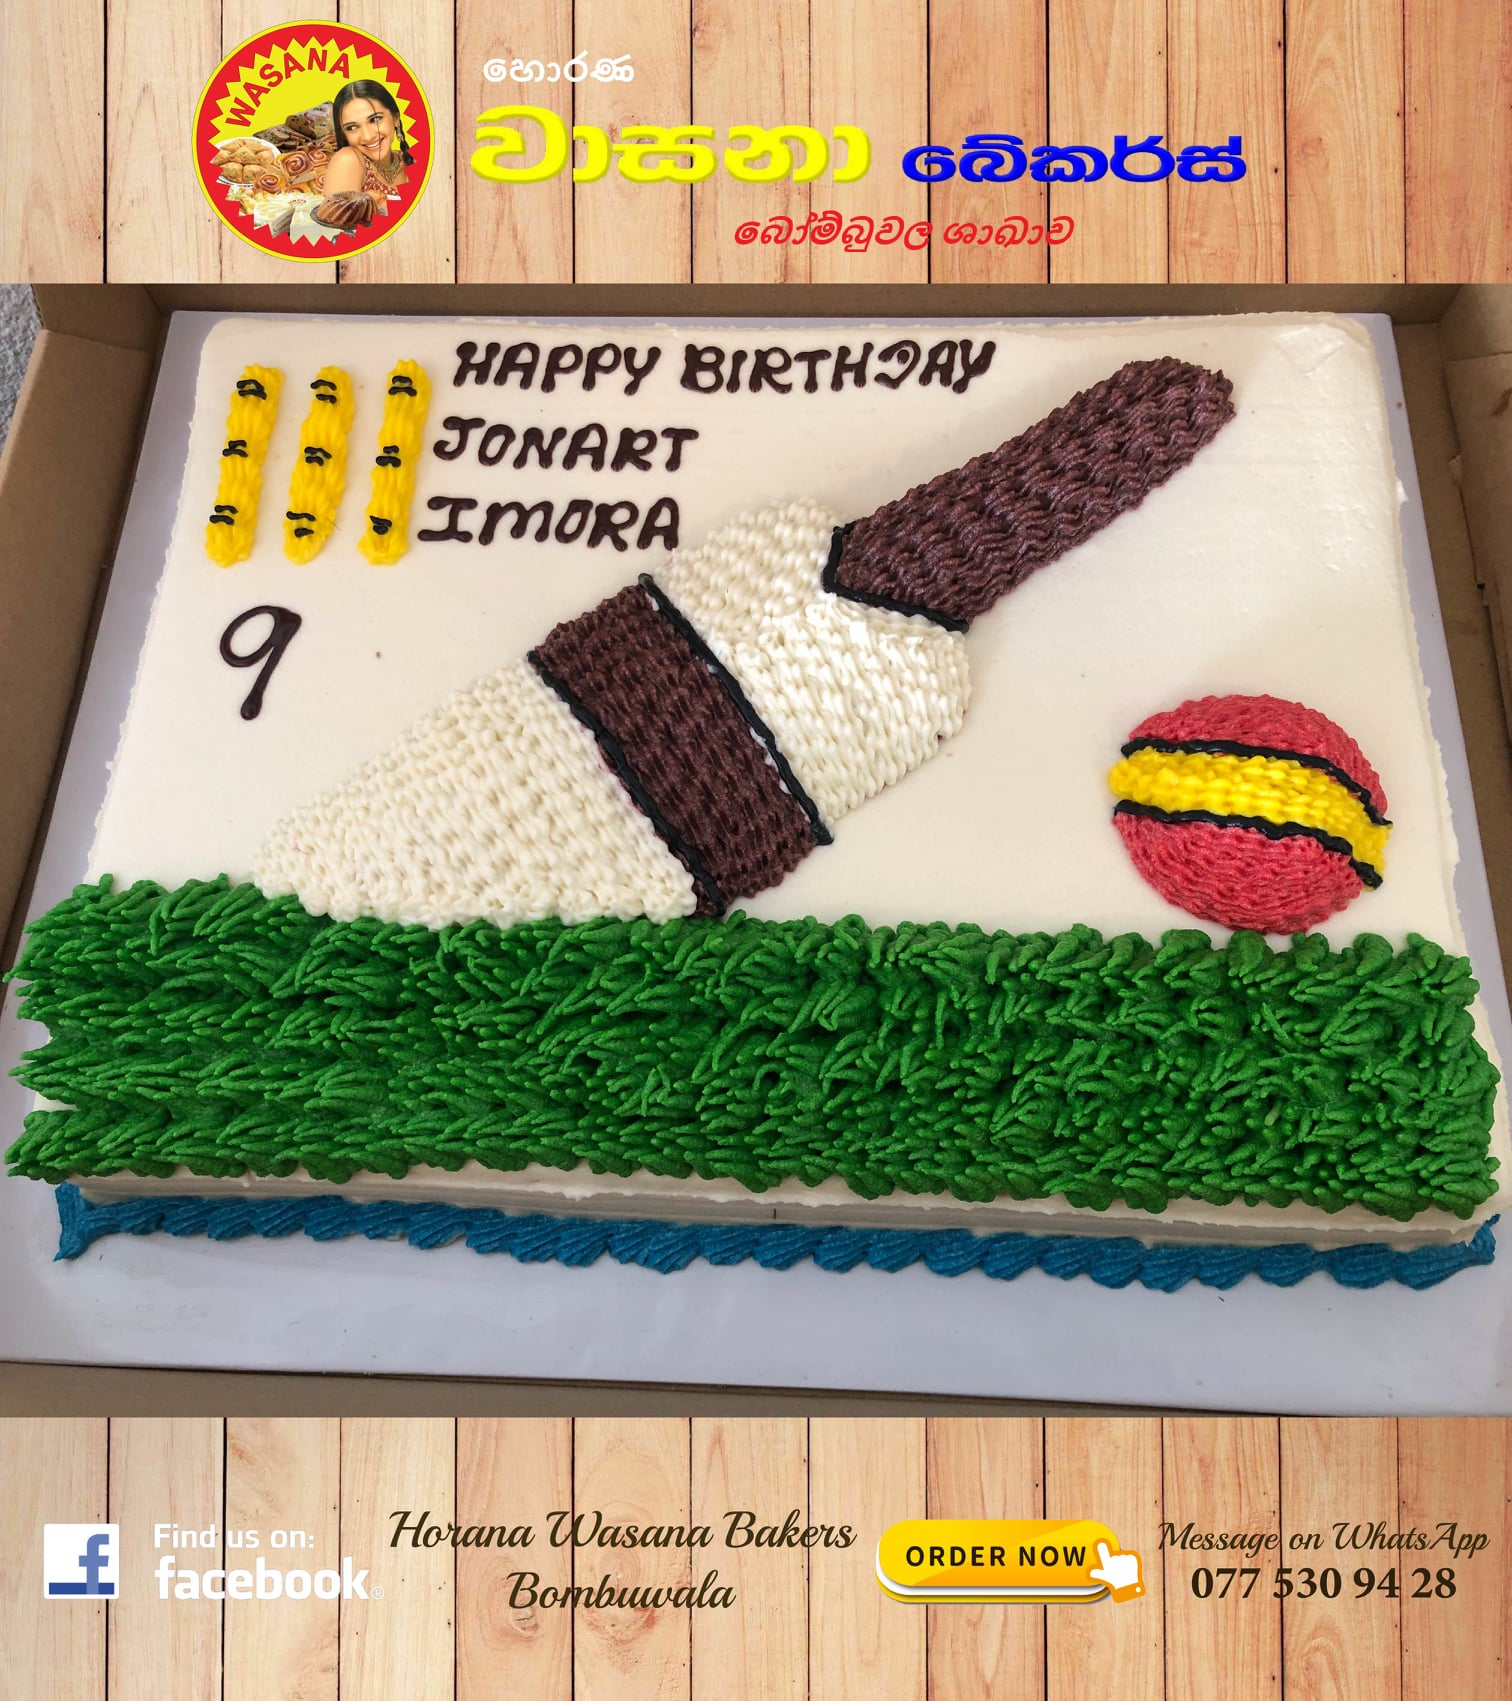 WASANA
හොරණ
වාසනා බේකරස්
බෝම්බුවල ශාඛාව
HAPPY BIRTHDAY
JONART
IMORA
9
Find us on:
facebook®
Horana Wasana Bakers
Bombuwala
ORDER NOW
Message on WhatsApp
077 530 94 28